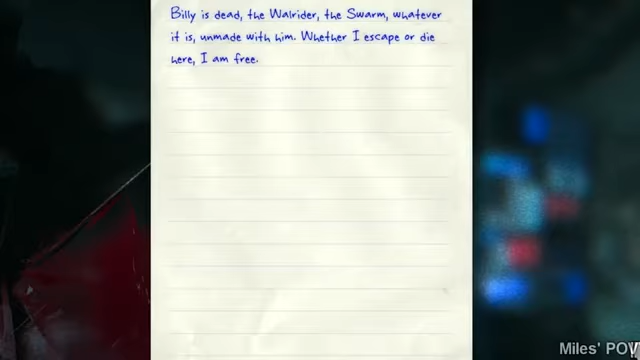 Billy is dead, the Walrider, the Swarm, whatever
it is, unmade with him. Whether I escape or die
here, I am free.
Miles' POV